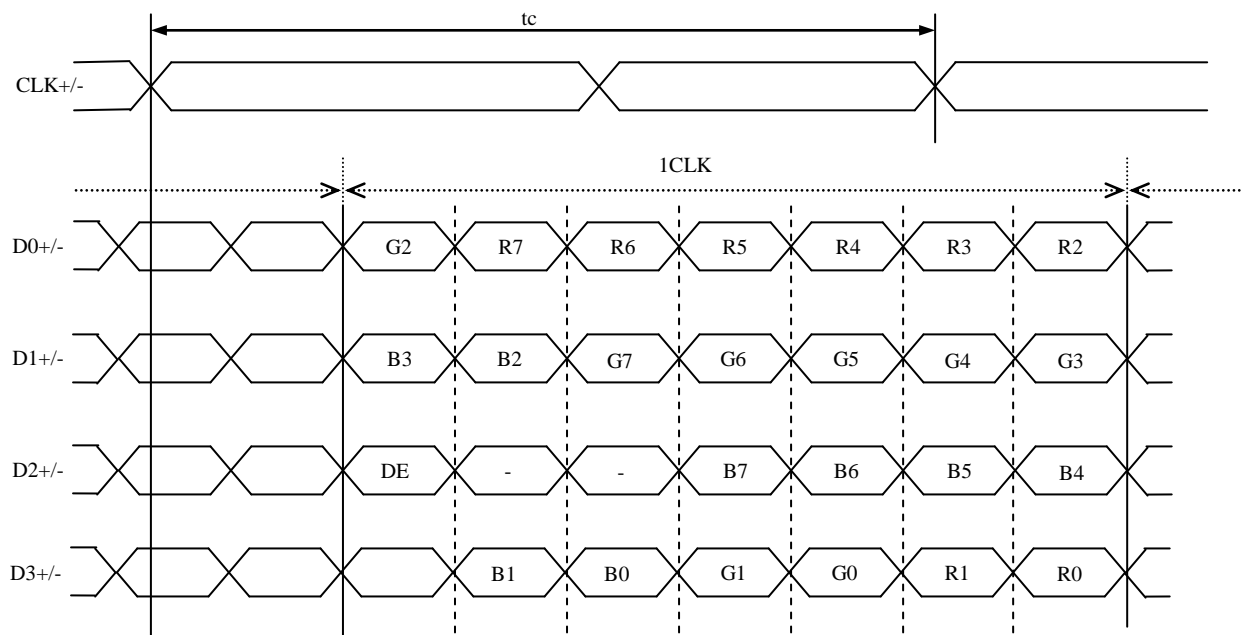 tc
CLK+/-
1CLK
D0+/- G2 R7 R6 R5 R4 R3 R2
D1+/- B3 B2 G7 G6 G5 G4 G3
D2+/- DE - - B7 B6 B5 B4
D3+/- B1 B0 G1 G0 R1 R0